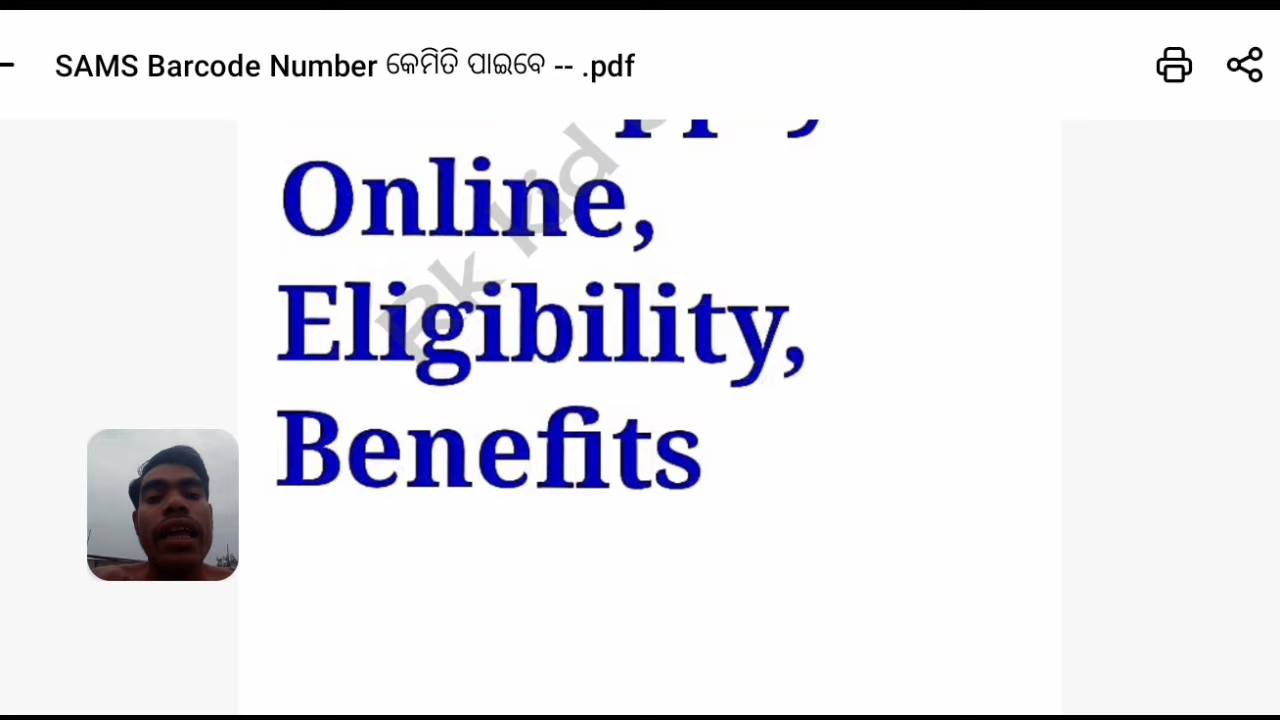 SAMS Barcode Number କେମିତି ପାଇବେ -- .pdf
Online,
Eligibility,
Benefits